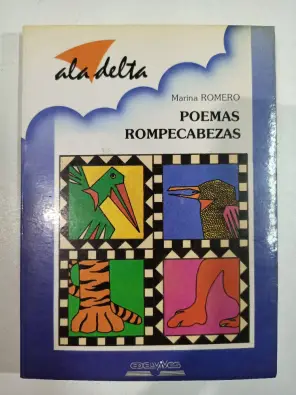 ala delta
Marina ROMERO
POEMAS
ROMPECABEZAS
EDELVIVES